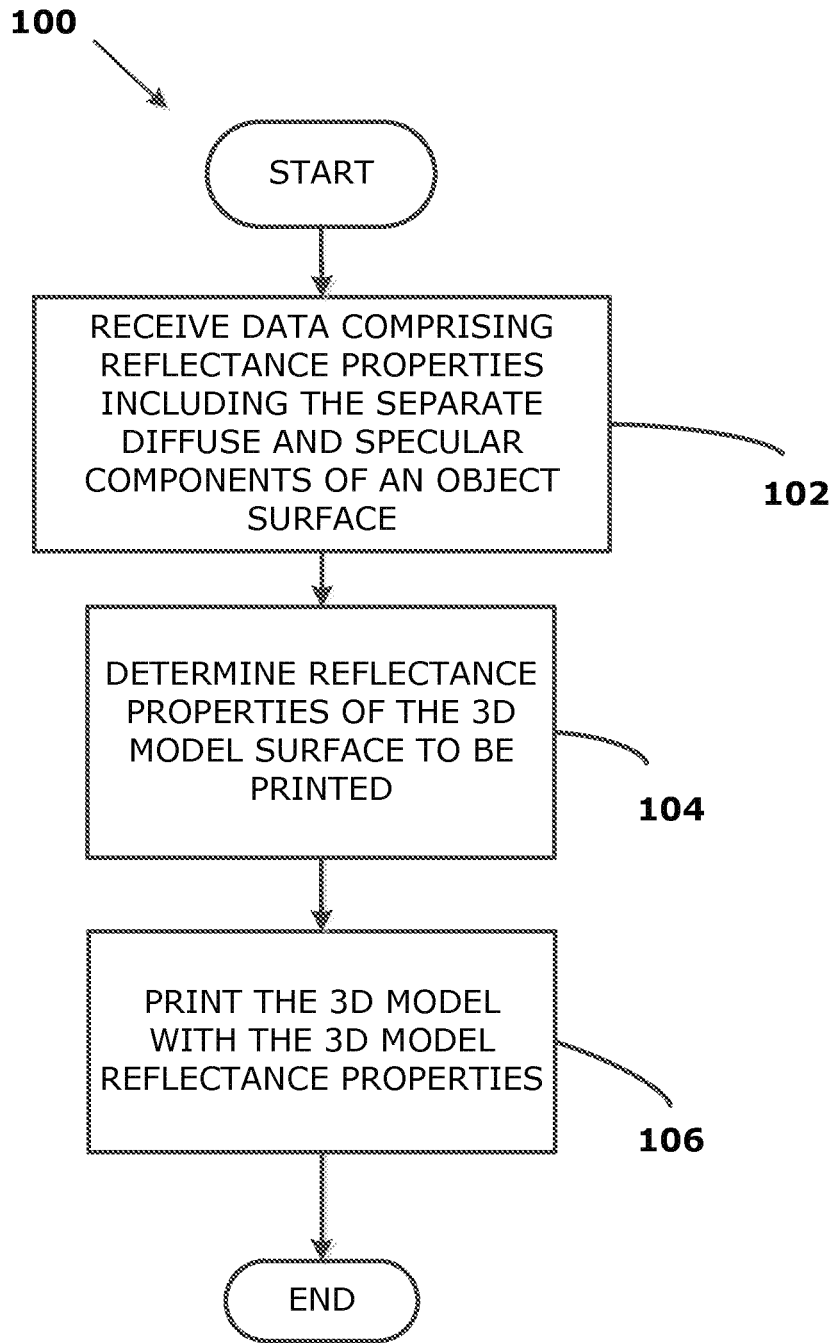 100
START
RECEIVE DATA COMPRISING
REFLECTANCE PROPERTIES
INCLUDING THE SEPARATE
DIFFUSE AND SPECULAR
COMPONENTS OF AN OBJECT
SURFACE
102
DETERMINE REFLECTANCE
PROPERTIES OF THE 3D
MODEL SURFACE TO BE
PRINTED
104
PRINT THE 3D MODEL
WITH THE 3D MODEL
REFLECTANCE PROPERTIES
106
END